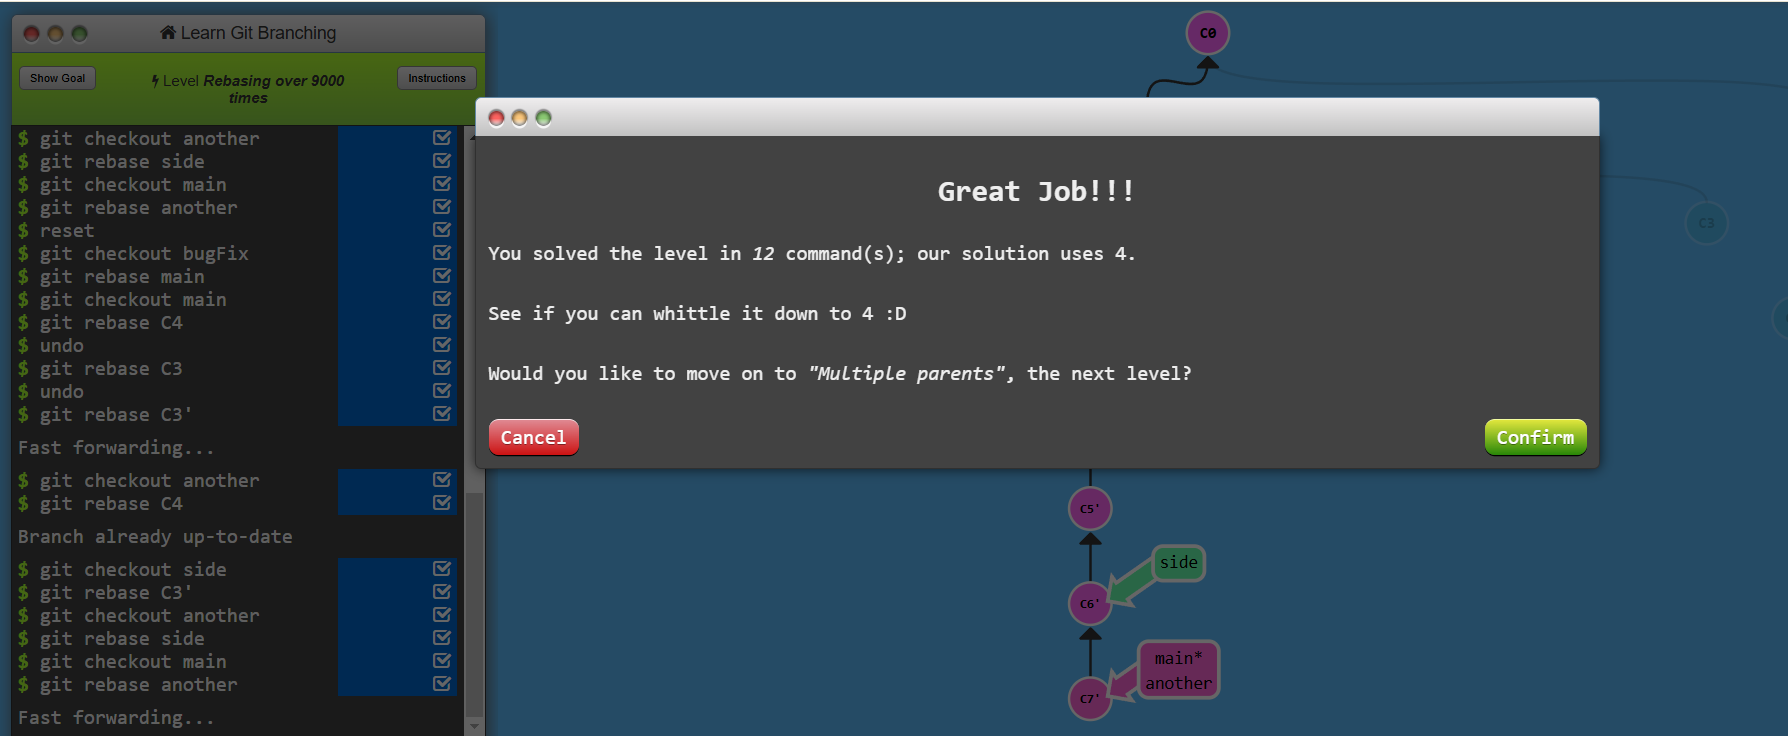 Learn Git Branching
Show Goal
Level Rebasing over 9000
times
Instructions
$ git checkout another
$ git rebase side
$ git checkout main
$ git rebase another
$ reset
$ git checkout bugFix
$ git rebase main
$ git checkout main
$ git rebase C4
$ undo
$ git rebase C3
$ undo
$ git rebase C3'
Fast forwarding...
$ git checkout another
$ git rebase C4
Branch already up-to-date
$ git checkout side
$ git rebase C3'
$ git checkout another
$ git rebase side
$ git checkout main
$ git rebase another
Fast forwarding...
C0
C3
Great Job!!!
You solved the level in 12 command(s); our solution uses 4.
See if you can whittle it down to 4 :D
Would you like to move on to "Multiple parents", the next level?
Cancel
Confirm
C5'
side
C6'
main*
another
C7'